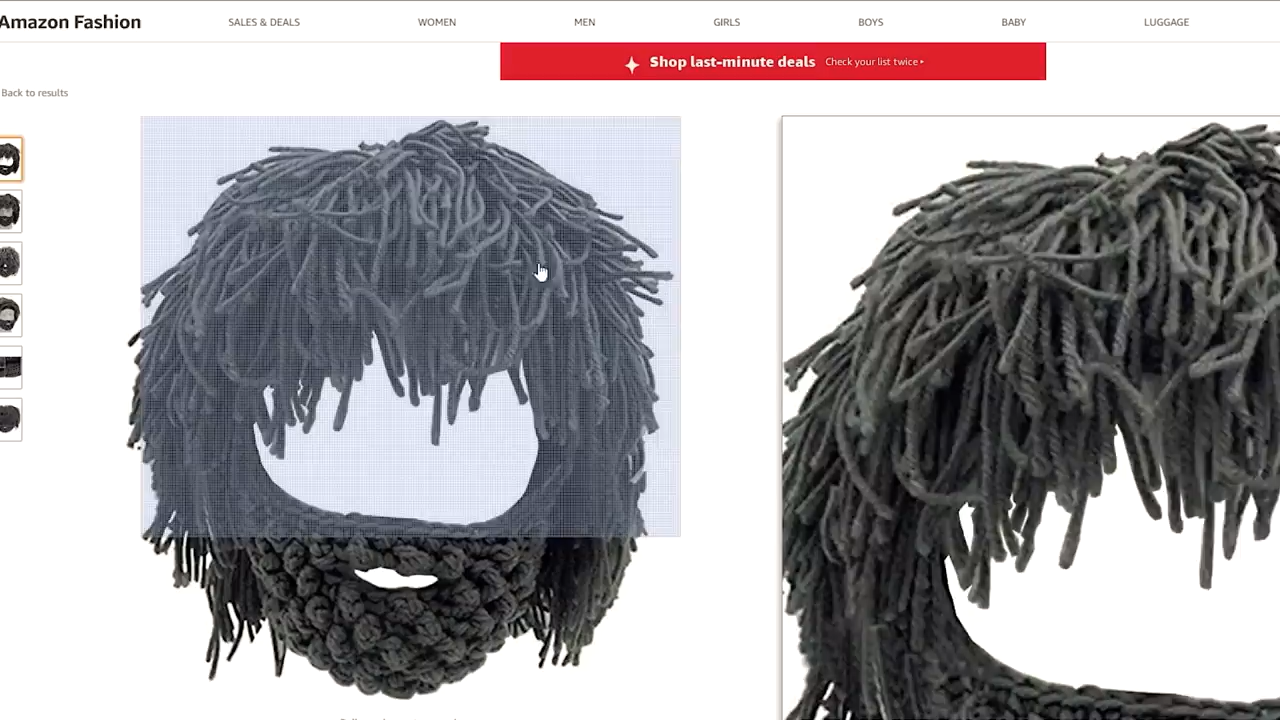 Amazon Fashion
SALES & DEALS WOMEN MEN GIRLS BOYS BABY LUGGAGE
Shop last-minute deals Check your list twice
Back to results